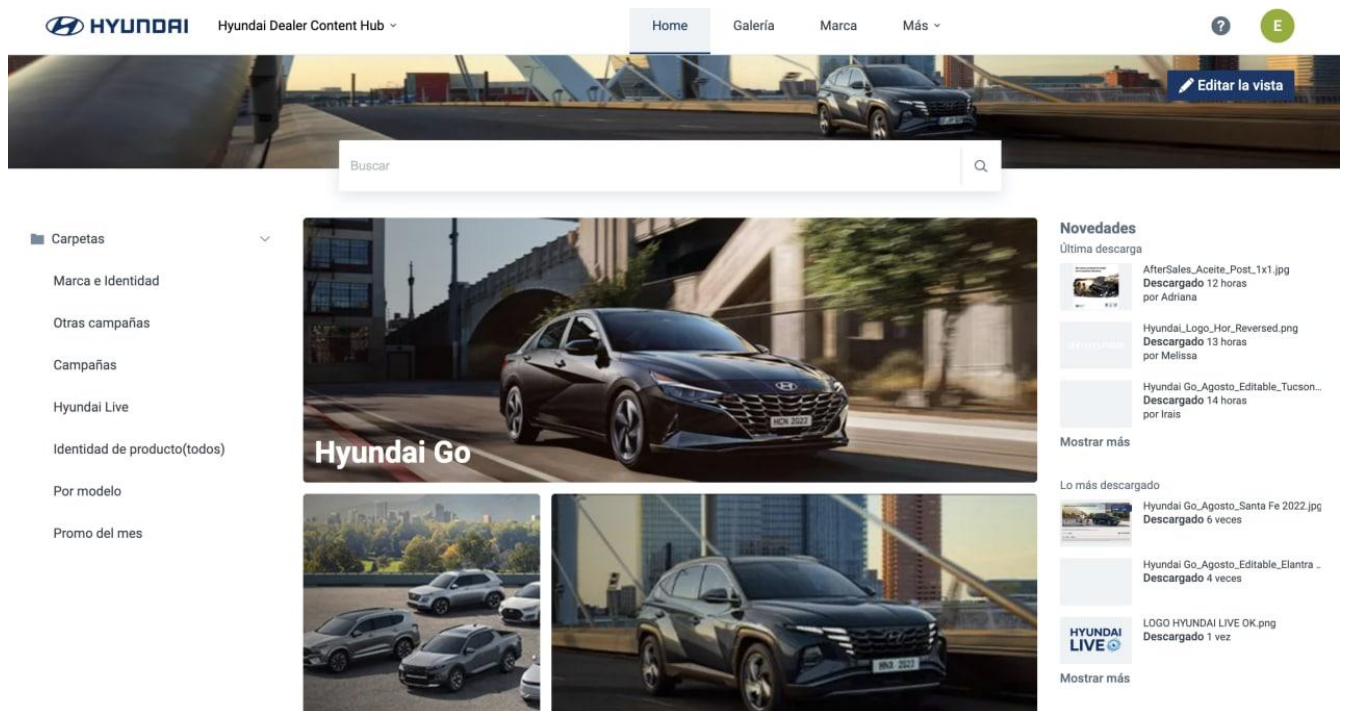 HYUNDAI
Hyundai Dealer Content Hub
Home
Galería
Marca
Más
?
E
Editar la vista
Buscar
Carpetas
Marca e Identidad
Otras campañas
Campañas
Hyundai Live
Identidad de producto(todos)
Por modelo
Promo del mes
HCN 2022
Hyundai Go
HNX 2022
Novedades
Última descarga
AfterSales_Aceite_Post_1x1.jpg
Descargado 12 horas
por Adriana
Hyundai_Logo_Hor_Reversed.png
Descargado 13 horas
por Melissa
Hyundai Go_Agosto_Editable_Tucson...
Descargado 14 horas
por Irais
Mostrar más
Lo más descargado
Hyundai Go_Agosto_Santa Fe 2022.jpg
Descargado 6 veces
Hyundai Go_Agosto_Editable_Elantra ..
Descargado 4 veces
HYUNDAI
LIVE
LOGO HYUNDAI LIVE OK.png
Descargado 1 vez
Mostrar más